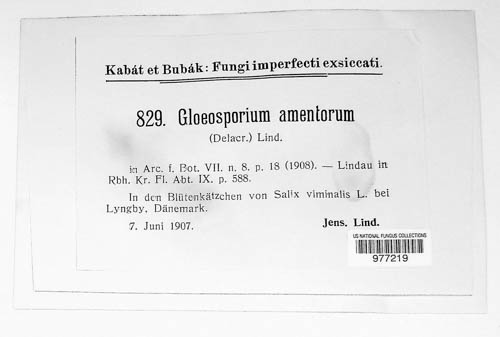 Kabát et Bubák: Fungi imperfecti exsiccati.
829. Gloeosporium amentorum
(Delacr.) Lind.
in Arc. f. Bot. VII. n. 8. p. 18 (1908). — Lindau in
Rbh. Kr. Fl. Abt. IX. p. 588.
In den Blütenkätzchen von Salix viminalis L. bei
Lyngby, Dänemark.
7. Juni 1907. Jens. Lind.
US NATIONAL FUNGUS COLLECTIONS
977219